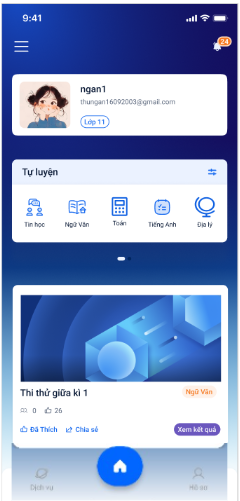 9:41
24
ngan1
thungan16092003@gmail.com
Lớp 11
Tự luyện
Tin học Ngữ Văn Toán Tiếng Anh Địa lý
Thi thử giữa kì 1
Ngữ Văn
0 26
Đã Thích Chia sẻ
Xem kết quả
Dịch vụ Hồ sơ